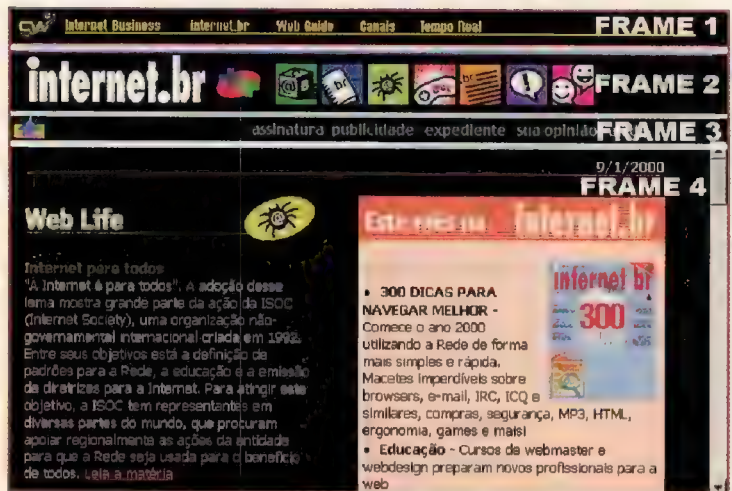 Internet Business internet.br Web Guide Canais Tempo Real FRAME 1
internet.br FRAME 2
assinatura publicidade expediente sua opinião FRAME 3
9/1/2000
FRAME 4
Web Life
Internet para todos
"A Internet é para todos". A adoção desse
lema mostra grande parte da ação da ISOC
(Internet Society), uma organização não-
governamental internacional criada em 1992.
Entre seus objetivos está a definição de
padrões para a Rede, a educação e a emissão
de diretrizes para a Internet. Para atingir este
objetivo, a ISOC tem representantes em
diversas partes do mundo, que procuram
apoiar regionalmente as ações da entidade
para que a Rede seja usada para o benefício
de todos. Leia a matéria
internet.br
internet br
300
• 300 DICAS PARA
NAVEGAR MELHOR -
Comece o ano 2000
utilizando a Rede de forma
mais simples e rápida.
Macetes imperdíveis sobre
browsers, e-mail, IRC, ICQ e
similares, compras, segurança, MP3, HTML,
ergonomia, games e mais!
• Educação - Cursos de webmaster e
webdesign preparam novos profissionais para a
web